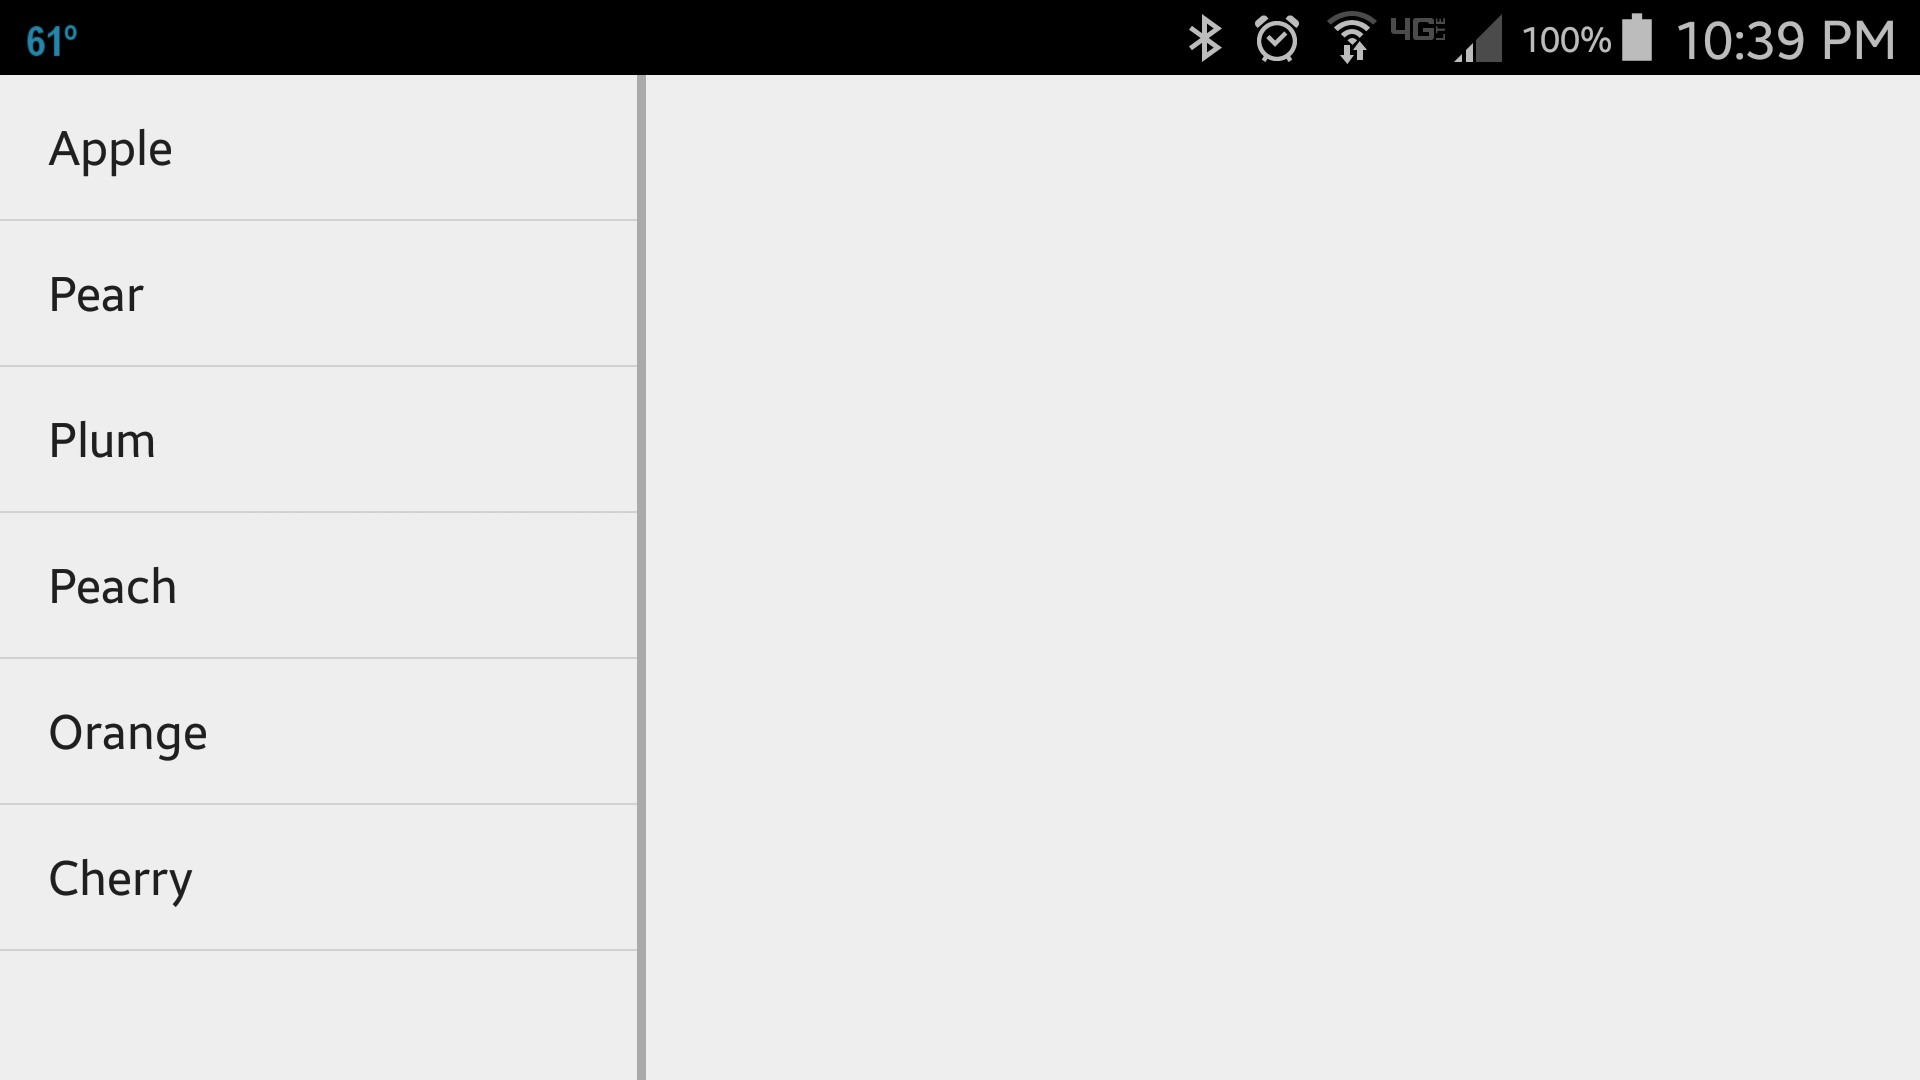 61° 4G LTE 100% 10:39 PM
Apple
Pear
Plum
Peach
Orange
Cherry